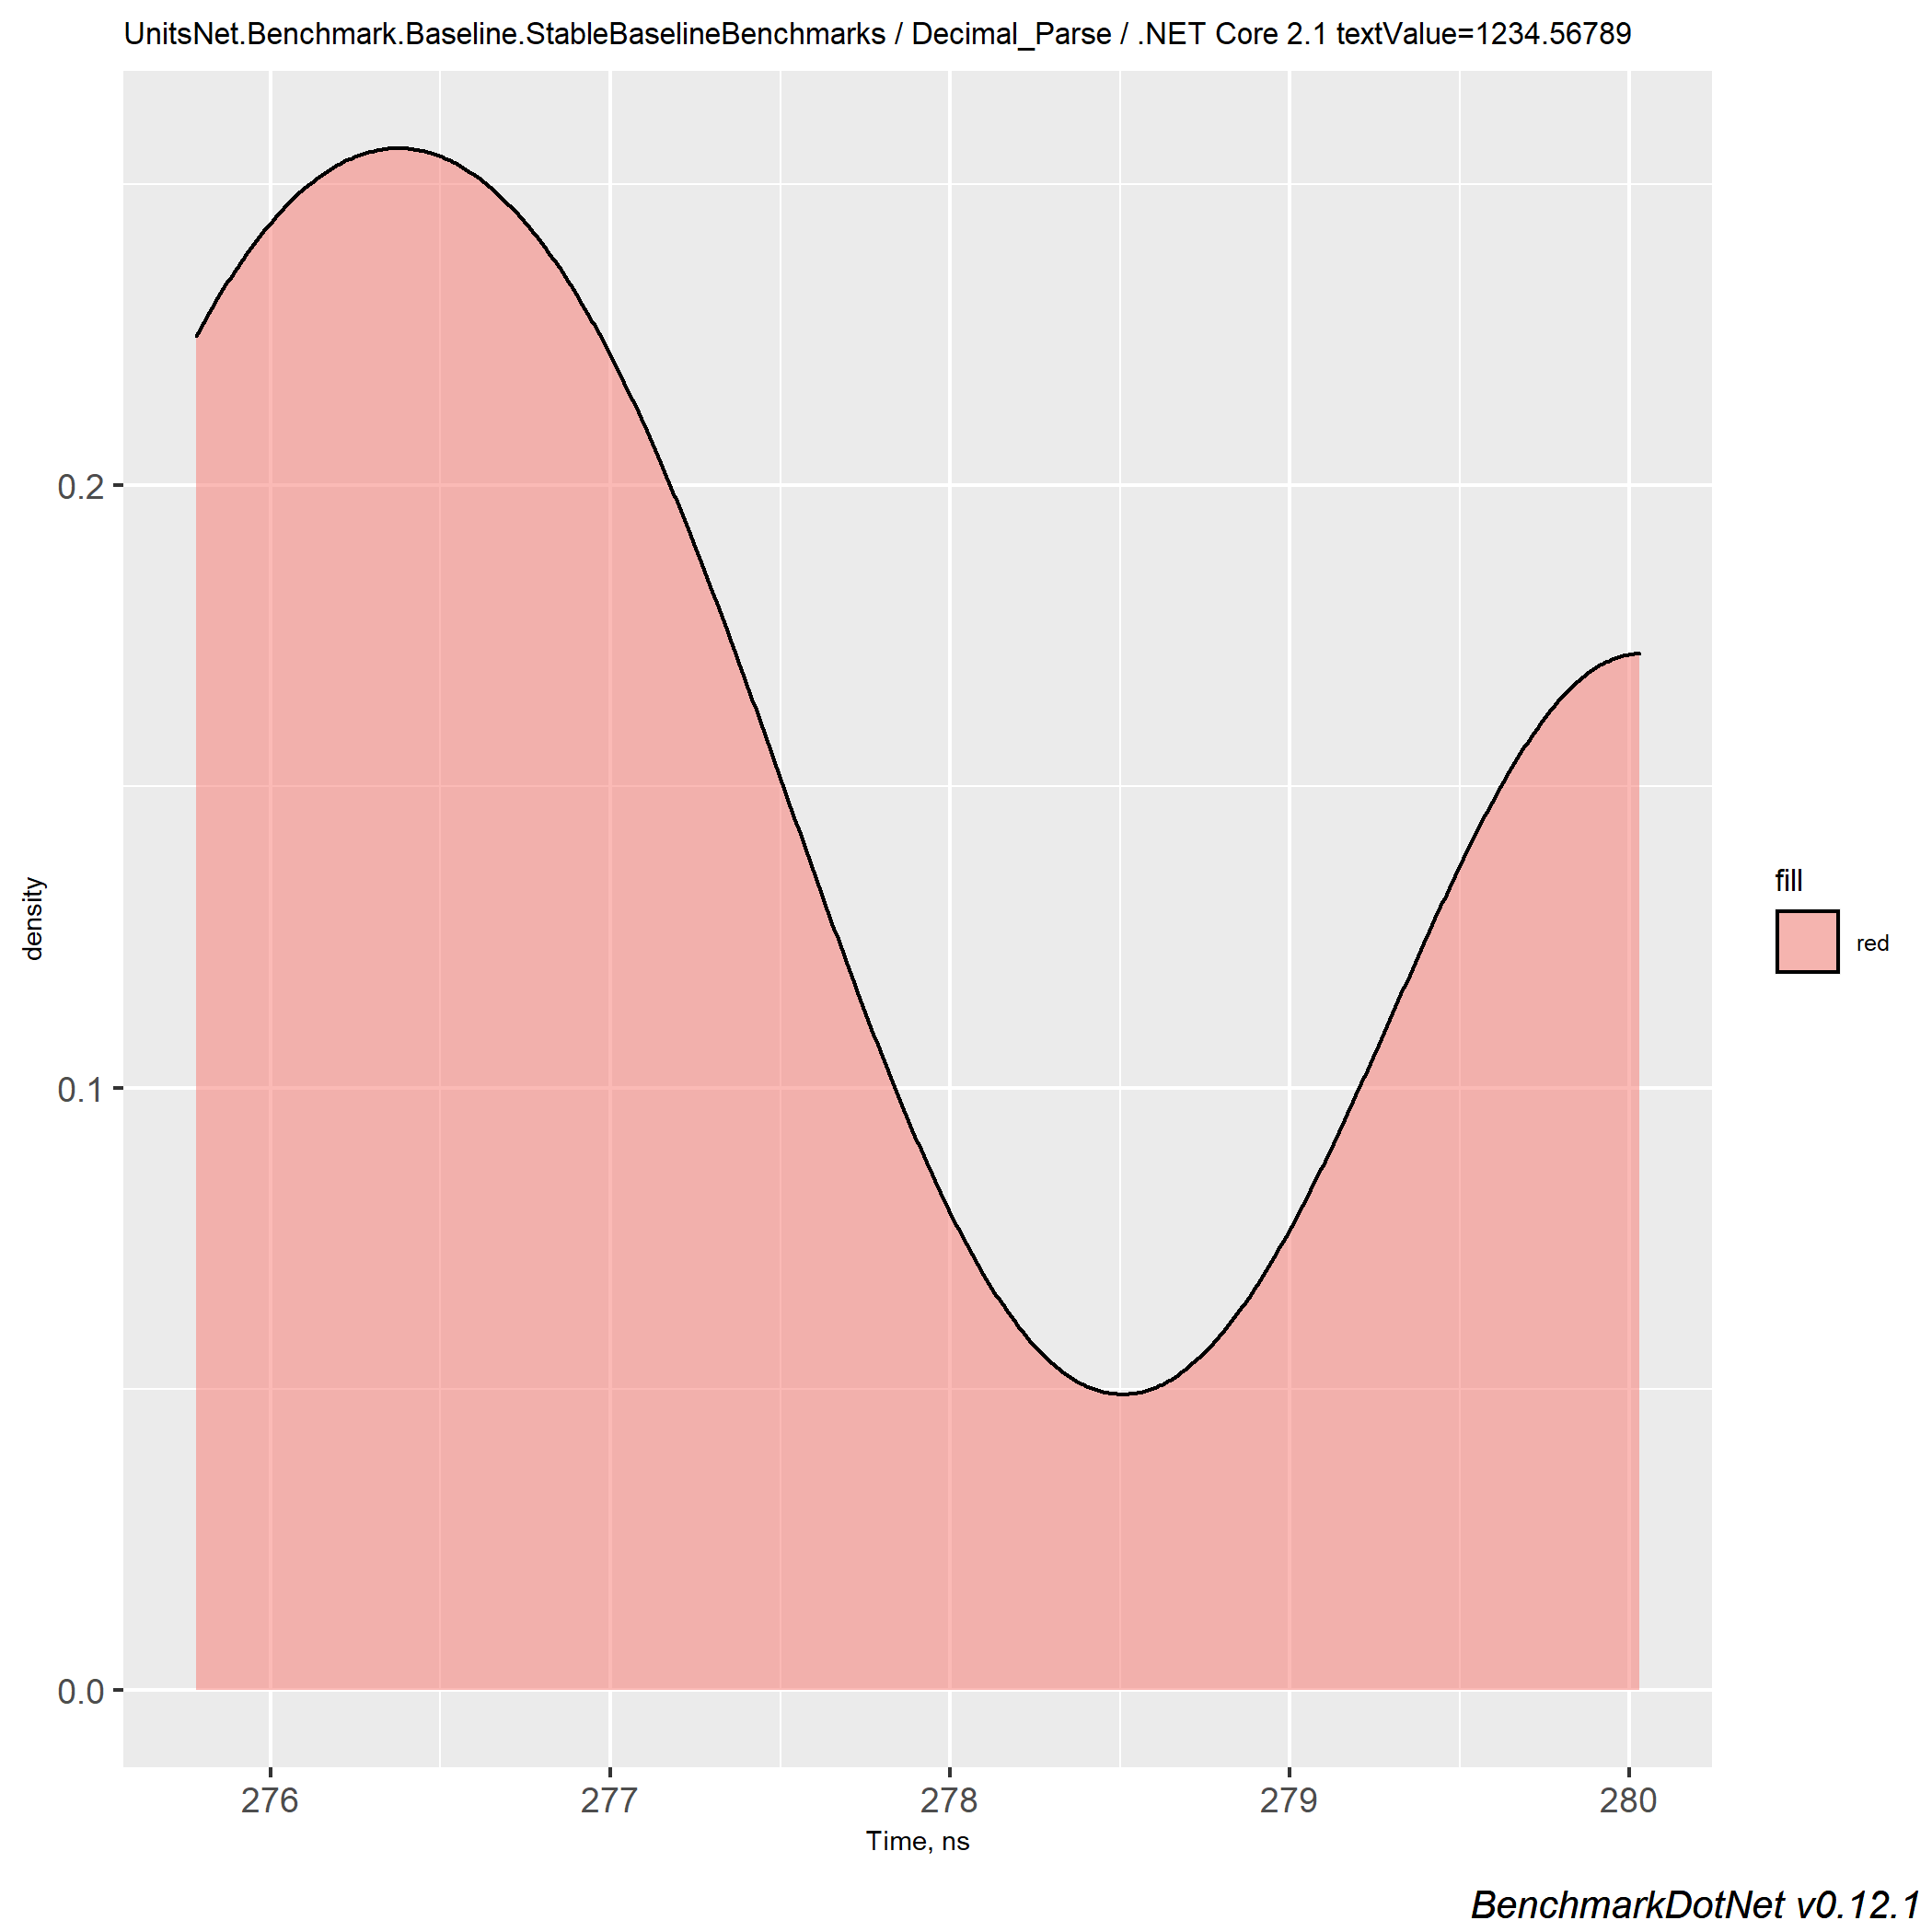 UnitsNet.Benchmark.Baseline.StableBaselineBenchmarks / Decimal_Parse / .NET Core 2.1 textValue=1234.56789
0.2
0.1
0.0
density
276 277 278 279 280
Time, ns
fill
red
BenchmarkDotNet v0.12.1